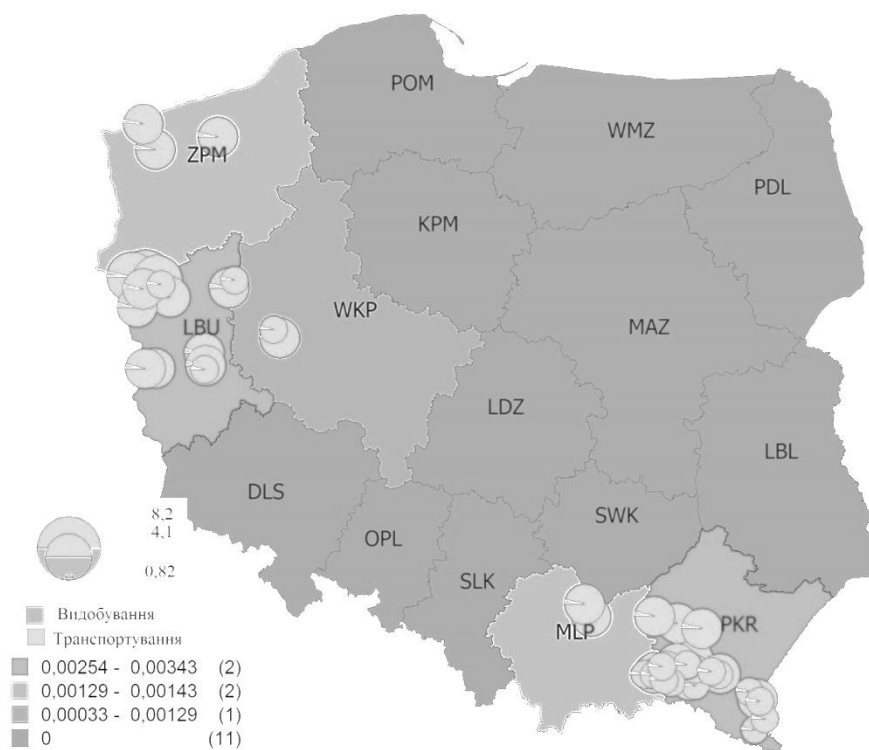 POM
WMZ
ZPM
PDL
KPM
WKP
MAZ
LBU
LDZ
LBL
DLS
SWK
OPL
SLK
MLP
PKR
8,2
4,1
0,82
Видобування
Транспортування
0,00254 - 0,00343 (2)
0,00129 - 0,00143 (2)
0,00033 - 0,00129 (1)
0 (11)